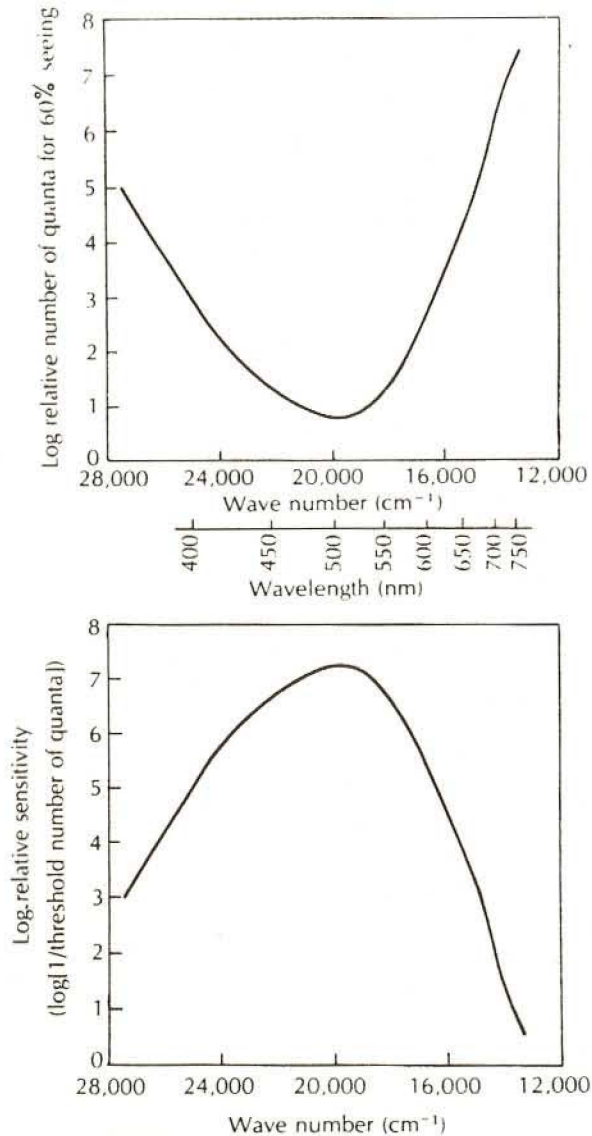 Log relative number of quanta for 60% seeing
8
7
6
5
4
3
2
1
0
28,000 24,000 20,000 16,000 12,000
Wave number (cm⁻¹)
400 450 500 550 600 650 700 750
Wavelength (nm)
Log relative sensitivity
(log[1/threshold number of quanta])
8
7
6
5
4
3
2
1
0
28,000 24,000 20,000 16,000 12,000
Wave number (cm⁻¹)